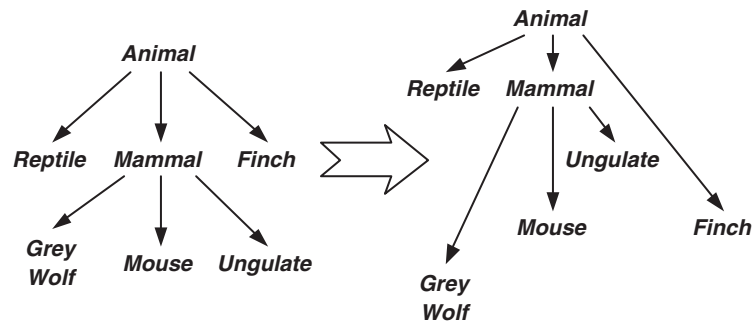 Animal
Reptile Mammal Finch
Grey
Wolf
Mouse Ungulate
Animal
Reptile Mammal
Ungulate
Mouse Finch
Grey
Wolf